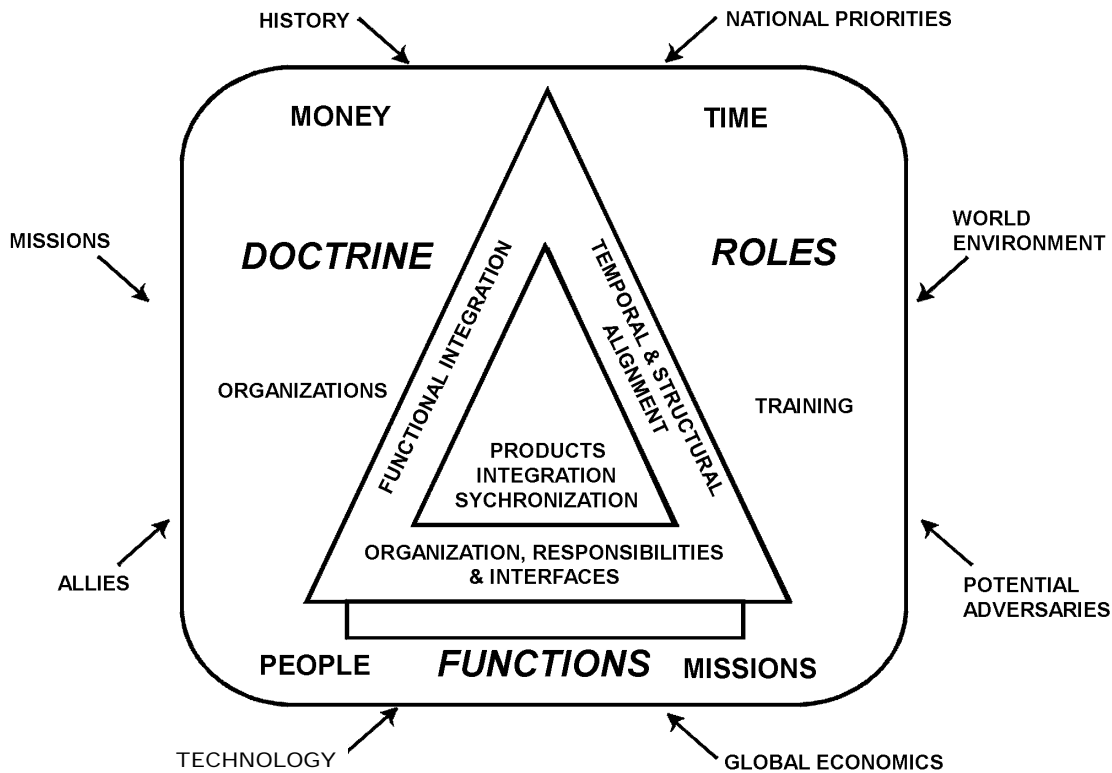 HISTORY
NATIONAL PRIORITIES
MONEY
TIME
MISSIONS
WORLD
ENVIRONMENT
DOCTRINE
ROLES
FUNCTIONAL INTEGRATION
TEMPORAL & STRUCTURAL
ALIGNMENT
ORGANIZATIONS
TRAINING
PRODUCTS
INTEGRATION
SYCHRONIZATION
ORGANIZATION, RESPONSIBILITIES
& INTERFACES
ALLIES
POTENTIAL
ADVERSARIES
PEOPLE
FUNCTIONS
MISSIONS
TECHNOLOGY
GLOBAL ECONOMICS